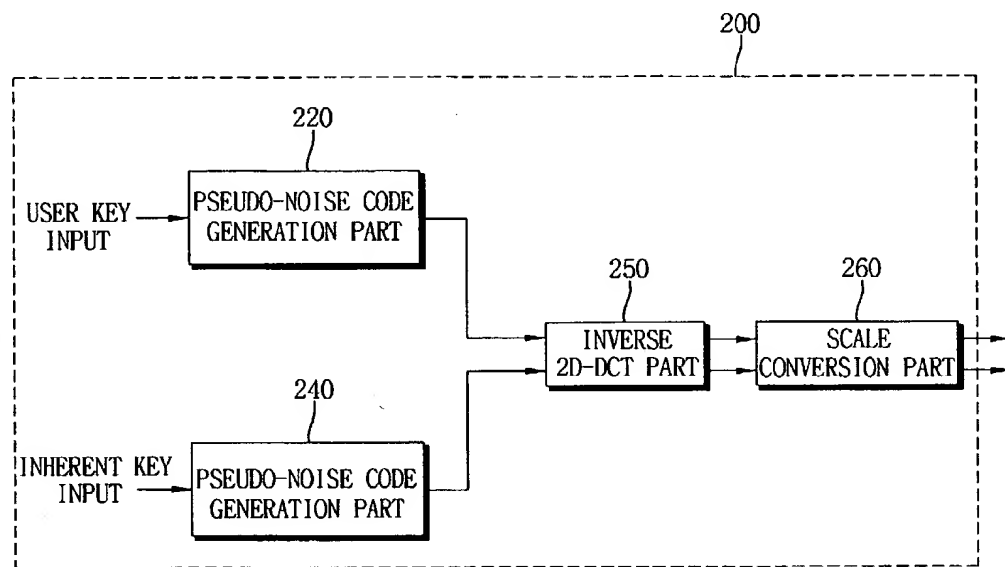 200
220
USER KEY
INPUT
PSEUDO-NOISE CODE
GENERATION PART
250
260
INVERSE
2D-DCT PART
SCALE
CONVERSION PART
240
INHERENT KEY
INPUT
PSEUDO-NOISE CODE
GENERATION PART